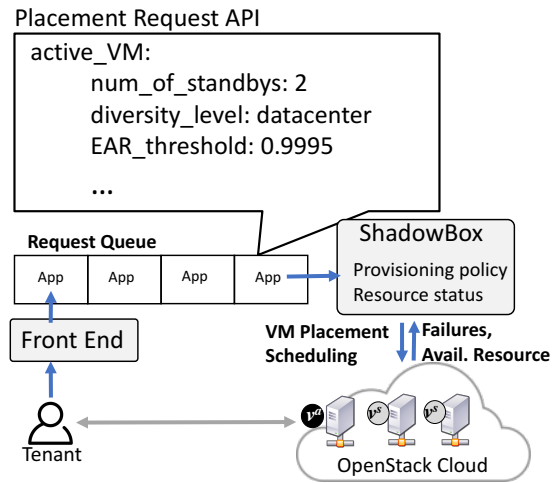 Placement Request API
active_VM:
num_of_standbys: 2
diversity_level: datacenter
EAR_threshold: 0.9995
...
Request Queue
App
App
App
App
ShadowBox
Provisioning policy
Resource status
Front End
VM Placement
Scheduling
Failures,
Avail. Resource
Tenant
v^a
v^s
v^s
OpenStack Cloud